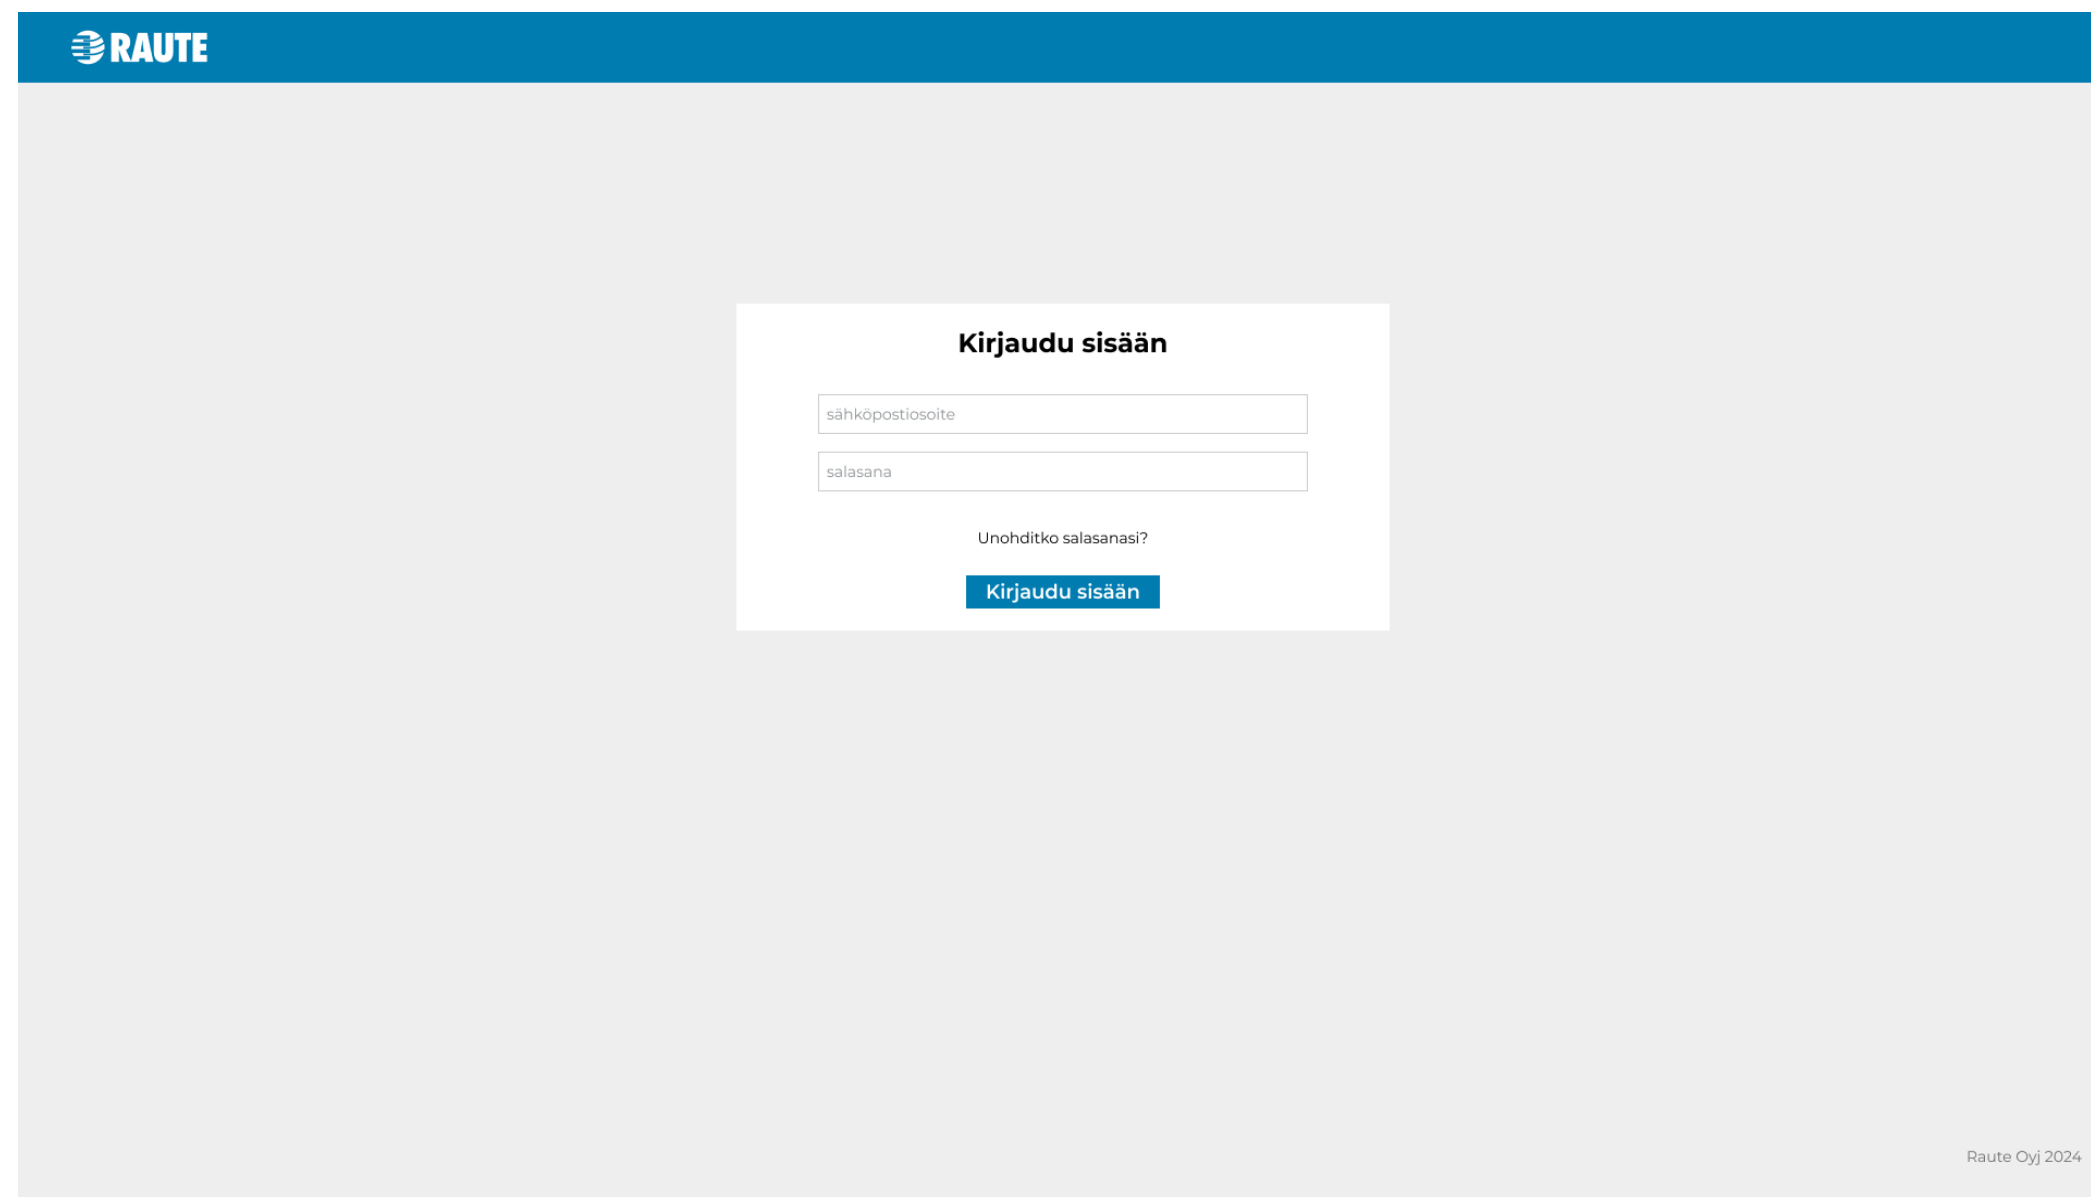 RAUTE
Kirjaudu sisään
sähköpostiosoite
salasana
Unohditko salasanasi?
Kirjaudu sisään
Raute Oyj 2024